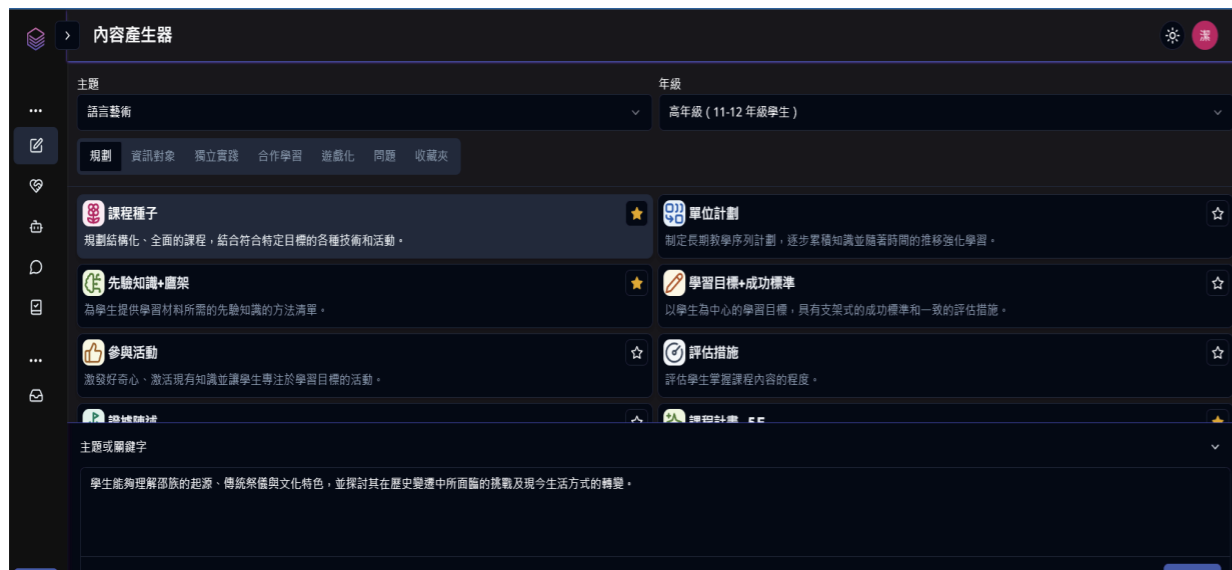 內容產生器
潔
主題
年級
語言藝術
高年級 ( 11-12 年級學生 )
規劃 資訊對象 獨立實踐 合作學習 遊戲化 問題 收藏夾
課程種子
規劃結構化、全面的課程，結合符合特定目標的各種技術和活動。
單位計劃
制定長期教學序列計劃，逐步累積知識並隨著時間的推移強化學習。
先驗知識+鷹架
為學生提供學習材料所需的先驗知識的方法清單。
學習目標+成功標準
以學生為中心的學習目標，具有支架式的成功標準和一致的評估措施。
參與活動
激發好奇心、激活現有知識並讓學生專注於學習目標的活動。
評估措施
評估學生掌握課程內容的程度。
證據陳述
課程計畫 5E
主題或關鍵字
學生能夠理解邵族的起源、傳統祭儀與文化特色，並探討其在歷史變遷中所面臨的挑戰及現今生活方式的轉變。